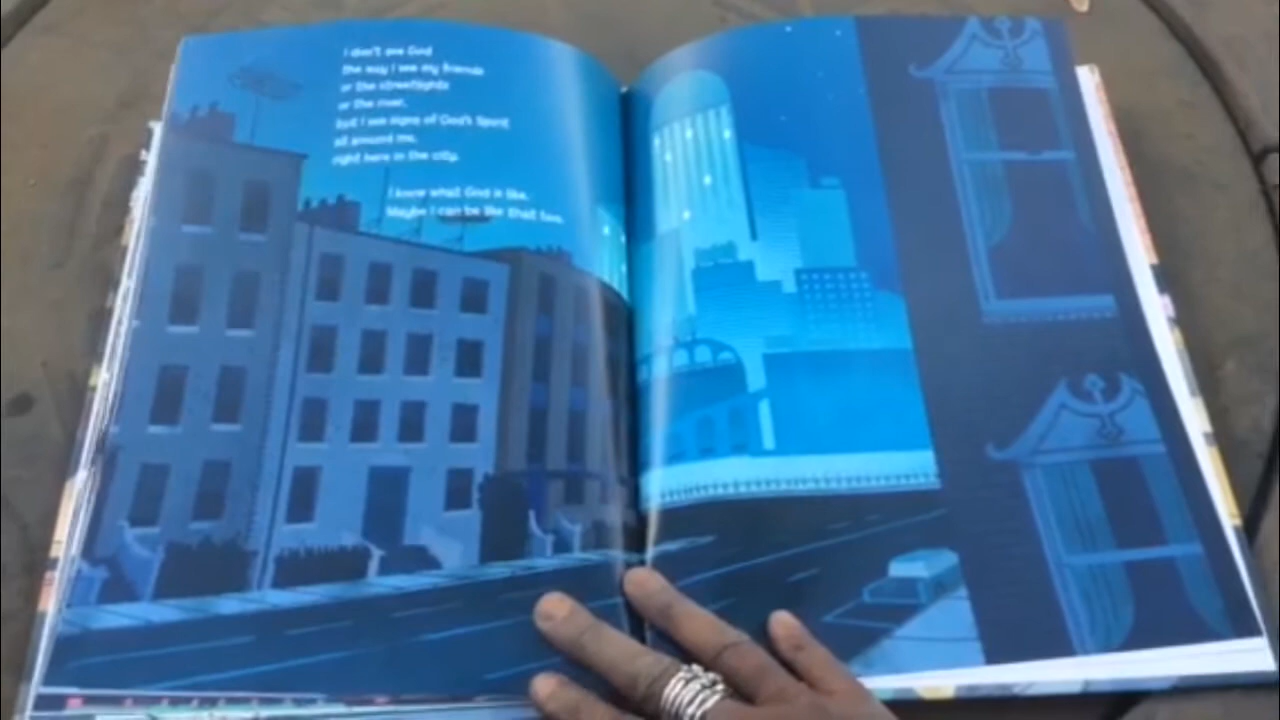 I don't see God
the way I see my friends
or the streetlights
or the river,
but I see signs of God's Spirit
all around me,
right here in the city.
I know what God is like.
Maybe I can be like that too.